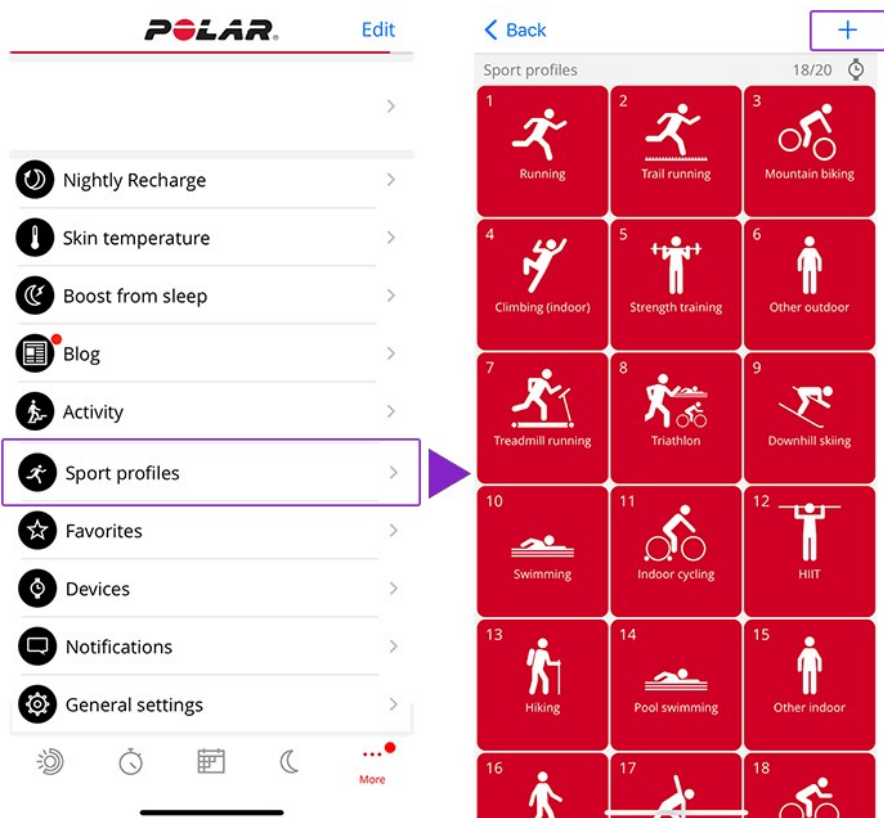 POLAR.
Edit
Nightly Recharge
Skin temperature
Boost from sleep
Blog
Activity
Sport profiles
Favorites
Devices
Notifications
General settings
More
Back
+
Sport profiles 18/20
1
Running
2
Trail running
3
Mountain biking
4
Climbing (indoor)
5
Strength training
6
Other outdoor
7
Treadmill running
8
Triathlon
9
Downhill skiing
10
Swimming
11
Indoor cycling
12
HIIT
13
Hiking
14
Pool swimming
15
Other indoor
16
17
18